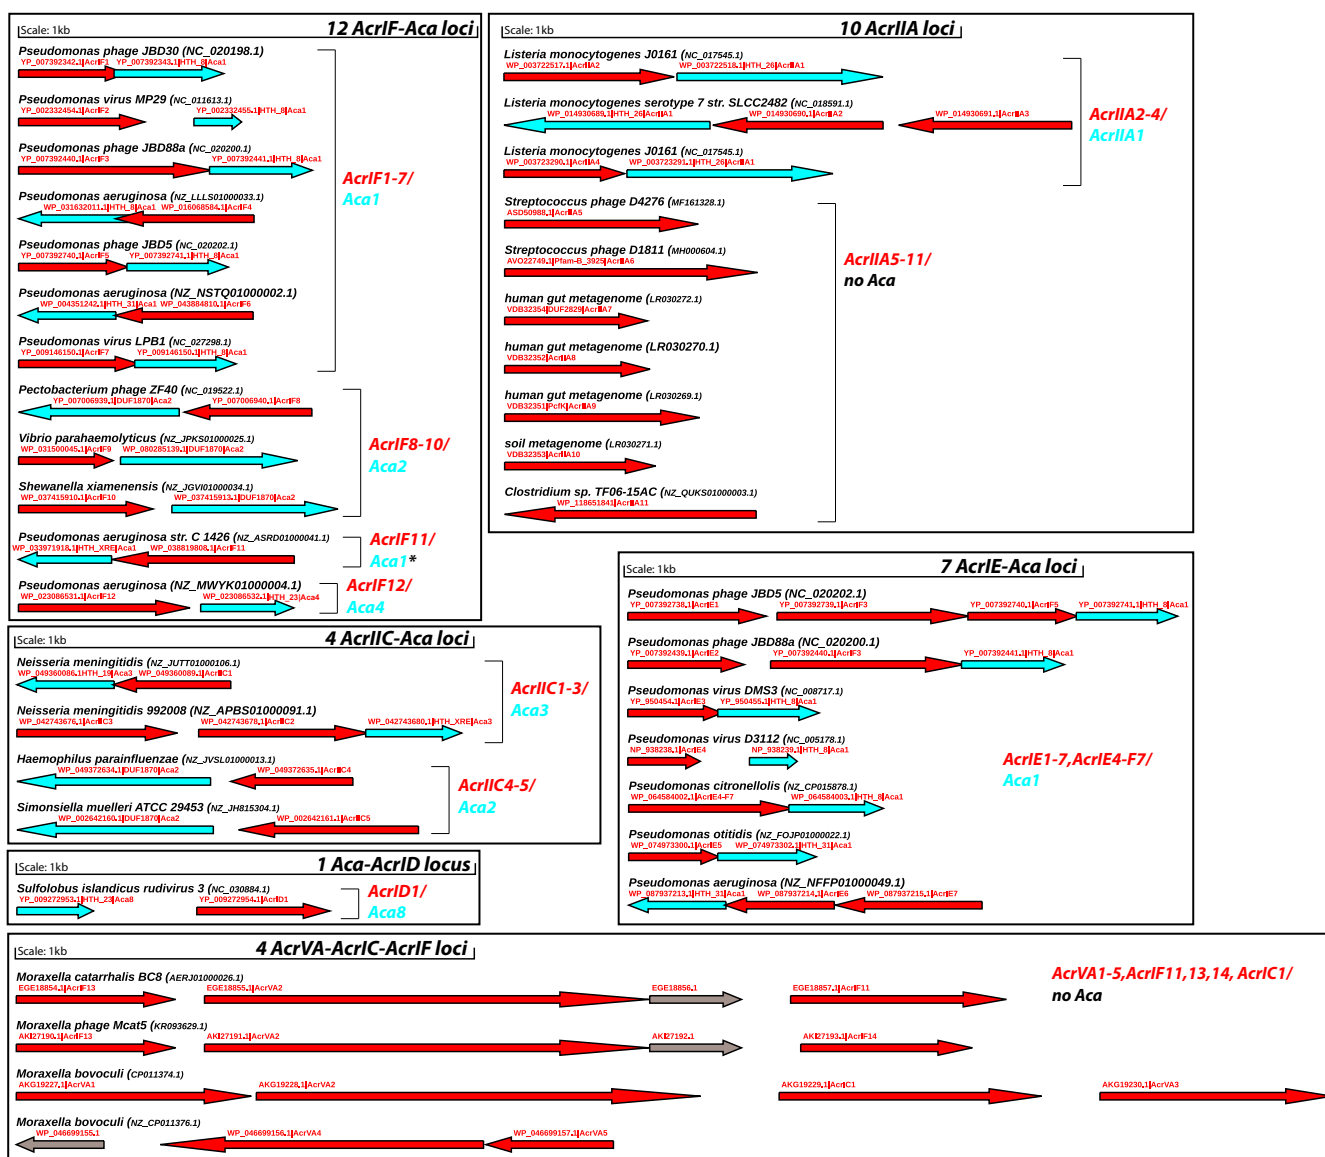 Scale: 1kb
12 AcrIF-Aca loci
Pseudomonas phage JBD30 (NC_020198.1)
YP_007392342.1|AcrIF1 YP_007392343.1|HTH_8|Aca1
Pseudomonas virus MP29 (NC_011613.1)
YP_002332454.1|AcrIF2 YP_002332455.1|HTH_8|Aca1
Pseudomonas phage JBD88a (NC_020200.1)
YP_007392440.1|AcrIF3 YP_007392441.1|HTH_8|Aca1
Pseudomonas aeruginosa (NZ_LLLS01000033.1)
WP_031632011.1|HTH_8|Aca1 WP_016068584.1|AcrIF4
Pseudomonas phage JBD5 (NC_020202.1)
YP_007392740.1|AcrIF5 YP_007392741.1|HTH_8|Aca1
Pseudomonas aeruginosa (NZ_NSTQ01000002.1)
WP_004351242.1|HTH_31|Aca1 WP_043884810.1|AcrIF6
Pseudomonas virus LPB1 (NC_027298.1)
YP_009146150.1|AcrIF7 YP_009146150.1|HTH_8|Aca1
AcrIF1-7/
Aca1
Pectobacterium phage ZF40 (NC_019522.1)
YP_007006939.1|DUF1870|Aca2 YP_007006940.1|AcrIF8
Vibrio parahaemolyticus (NZ_JPKS01000025.1)
WP_031500045.1|AcrIF9 WP_080285139.1|DUF1870|Aca2
Shewanella xiamenensis (NZ_JGVI01000034.1)
WP_037415910.1|AcrIF10 WP_037415913.1|DUF1870|Aca2
AcrIF8-10/
Aca2
Pseudomonas aeruginosa str. C 1426 (NZ_ASRD01000041.1)
WP_033971918.1|HTH_XRE|Aca1 WP_038819808.1|AcrIF11
AcrIF11/
Aca1*
Pseudomonas aeruginosa (NZ_MWYK01000004.1)
WP_023086531.1|AcrIF12 WP_023086532.1|HTH_23|Aca4
AcrIF12/
Aca4
Scale: 1kb
10 AcrIIA loci
Listeria monocytogenes J0161 (NC_017545.1)
WP_003722517.1|AcrIIA2 WP_003722518.1|HTH_26|AcrIIA1
Listeria monocytogenes serotype 7 str. SLCC2482 (NC_018591.1)
WP_014930689.1|HTH_26|AcrIIA1 WP_014930690.1|AcrIIA2 WP_014930691.1|AcrIIA3
Listeria monocytogenes J0161 (NC_017545.1)
WP_003723290.1|AcrIIA4 WP_003723291.1|HTH_26|AcrIIA1
AcrIIA2-4/
AcrIIA1
Streptococcus phage D4276 (MF161328.1)
ASD50988.1|AcrIIA5
Streptococcus phage D1811 (MH000604.1)
AVO22749.1|Pfam-B_3925|AcrIIA6
human gut metagenome (LR030272.1)
VDB32354|DUF2829|AcrIIA7
human gut metagenome (LR030270.1)
VDB32352|AcrIIA8
human gut metagenome (LR030269.1)
VDB32351|PcfK|AcrIIA9
soil metagenome (LR030271.1)
VDB32353|AcrIIA10
Clostridium sp. TF06-15AC (NZ_QUKS01000003.1)
WP_118651841|AcrIIA11
AcrIIA5-11/
no Aca
Scale: 1kb
4 AcrIIC-Aca loci
Neisseria meningitidis (NZ_JUTT01000106.1)
WP_049360086.1|HTH_19|Aca3 WP_049360089.1|AcrIIC1
Neisseria meningitidis 992008 (NZ_APBS01000091.1)
WP_042743676.1|AcrIIC3 WP_042743678.1|AcrIIC2 WP_042743680.1|HTH_XRE|Aca3
AcrIIC1-3/
Aca3
Haemophilus parainfluenzae (NZ_JVSL01000013.1)
WP_049372634.1|DUF1870|Aca2 WP_049372635.1|AcrIIC4
Simonsiella muelleri ATCC 29453 (NZ_JH815304.1)
WP_002642160.1|DUF1870|Aca2 WP_002642161.1|AcrIIC5
AcrIIC4-5/
Aca2
Scale: 1kb
1 Aca-AcrID locus
Sulfolobus islandicus rudivirus 3 (NC_030884.1)
YP_009272953.1|HTH_23|Aca8 YP_009272954.1|AcrID1
AcrID1/
Aca8
Scale: 1kb
7 AcrIE-Aca loci
Pseudomonas phage JBD5 (NC_020202.1)
YP_007392738.1|AcrIE1 YP_007392739.1|AcrIF3 YP_007392740.1|AcrIF5 YP_007392741.1|HTH_8|Aca1
Pseudomonas phage JBD88a (NC_020200.1)
YP_007392439.1|AcrIE2 YP_007392440.1|AcrIF3 YP_007392441.1|HTH_8|Aca1
Pseudomonas virus DMS3 (NC_008717.1)
YP_950454.1|AcrIE3 YP_950455.1|HTH_8|Aca1
Pseudomonas virus D3112 (NC_005178.1)
NP_938238.1|AcrIE4 NP_938239.1|HTH_8|Aca1
Pseudomonas citronellolis (NZ_CP015878.1)
WP_064584002.1|AcrIE4-F7 WP_064584003.1|HTH_8|Aca1
Pseudomonas otitidis (NZ_FOJP01000022.1)
WP_074973300.1|AcrIE5 WP_074973302.1|HTH_31|Aca1
Pseudomonas aeruginosa (NZ_NFFP01000049.1)
WP_087937213.1|HTH_31|Aca1 WP_087937214.1|AcrIE6 WP_087937215.1|AcrIE7
AcrIE1-7,AcrIE4-F7/
Aca1
Scale: 1kb
4 AcrVA-AcrIC-AcrIF loci
Moraxella catarrhalis BC8 (AERJ01000026.1)
EGE18854.1|AcrIF13 EGE18855.1|AcrVA2 EGE18856.1 EGE18857.1|AcrIF11
Moraxella phage Mcat5 (KR093629.1)
AKI27190.1|AcrIF13 AKI27191.1|AcrVA2 AKI27192.1 AKI27193.1|AcrIF14
Moraxella bovoculi (CP011374.1)
AKG19227.1|AcrVA1 AKG19228.1|AcrVA2 AKG19229.1|AcrIC1 AKG19230.1|AcrVA3
Moraxella bovoculi (NZ_CP011376.1)
WP_046699155.1 WP_046699156.1|AcrVA4 WP_046699157.1|AcrVA5
AcrVA1-5,AcrIF11,13,14, AcrIC1/
no Aca